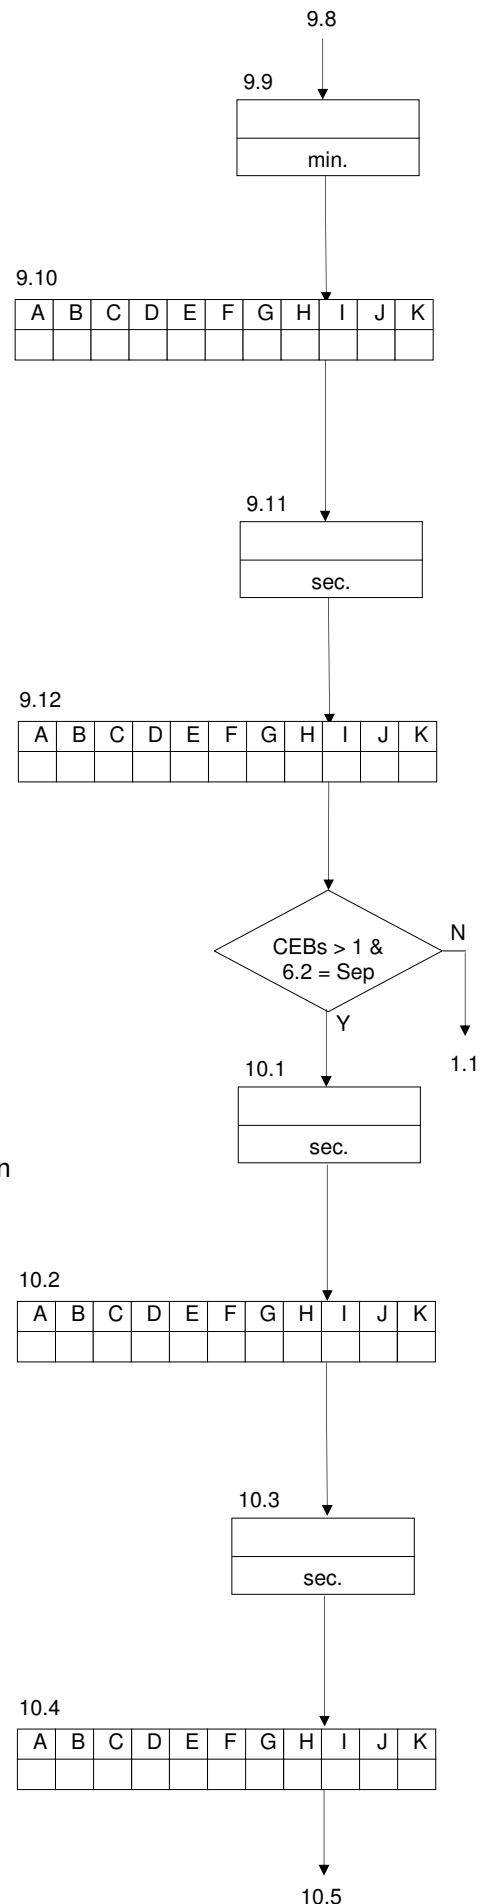 9.8
9.9
min.
9.10
A B C D E F G H I J K
9.11
sec.
9.12
A B C D E F G H I J K
CEBs > 1 &
6.2 = Sep
N
Y
1.1
10.1
sec.
n
10.2
A B C D E F G H I J K
10.3
sec.
10.4
A B C D E F G H I J K
10.5